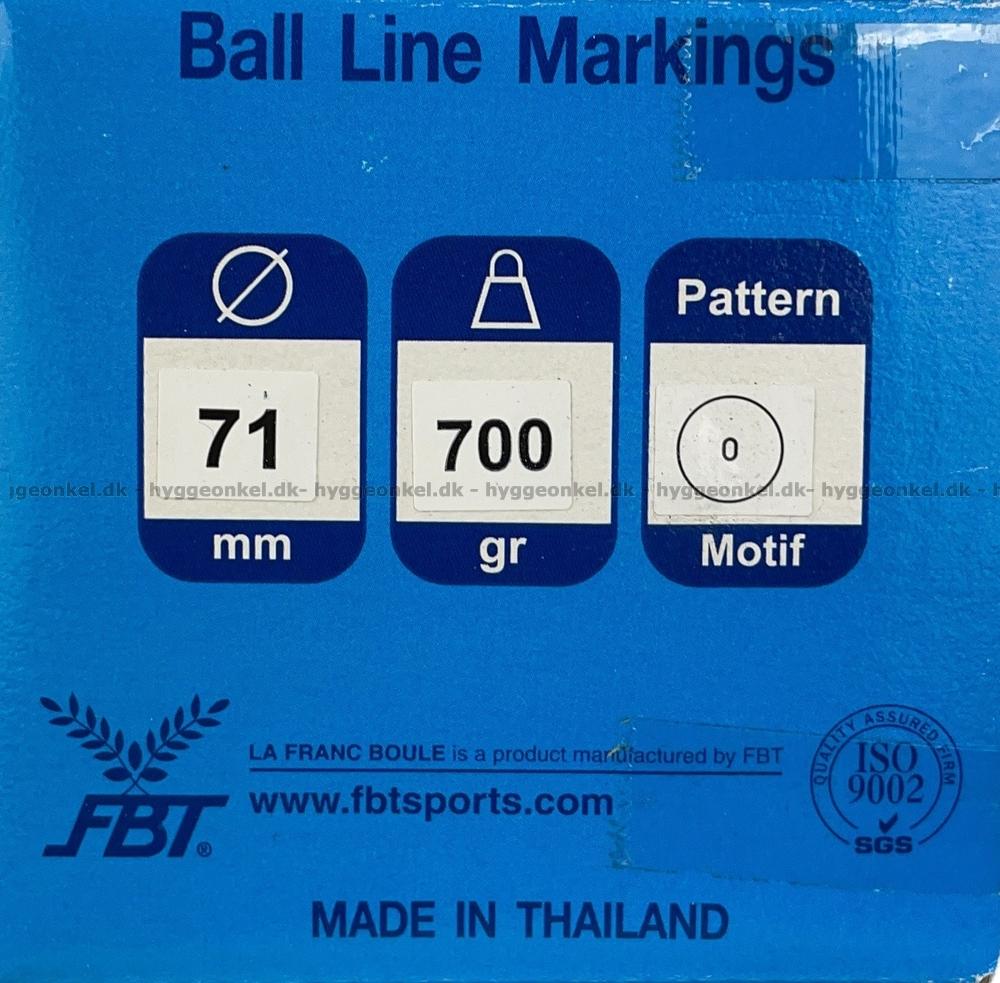 Ball Line Markings
Ø
Pattern
71
700
0
hyggeonkel.dk - hyggeonkel.dk- hyggeonkel.dk - hyggeonkel.dk - hyggeonkel.dk- hyggeonkel.dk -
mm
gr
Motif
LA FRANC BOULE is a product manufactured by FBT
www.fbtsports.com
FBT®
QUALITY ASSURED FIRM
ISO
9002
SGS
MADE IN THAILAND